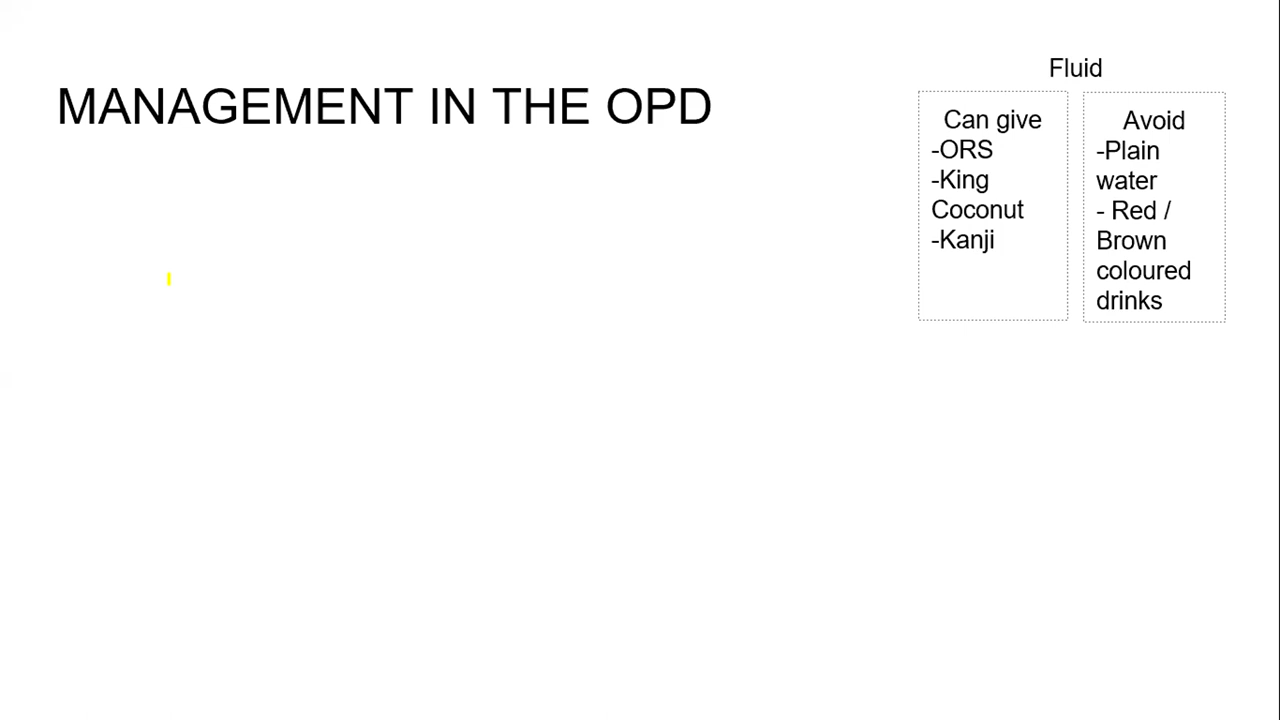 MANAGEMENT IN THE OPD
Fluid
Can give
-ORS
-King
Coconut
-Kanji
Avoid
-Plain
water
- Red /
Brown
coloured
drinks